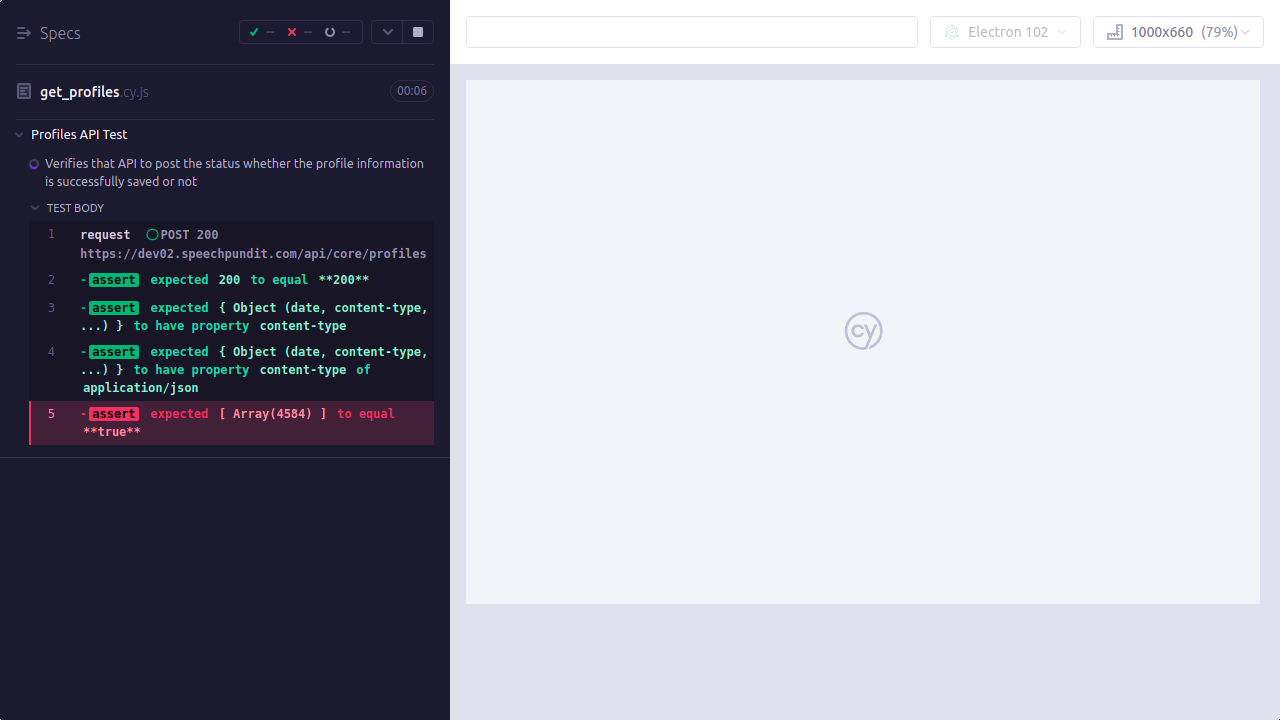 Specs
--
--
--
Electron 102
1000x660 (79%)
get_profiles.cy.js
00:06
Profiles API Test
Verifies that API to post the status whether the profile information
is successfully saved or not
TEST BODY
1 request POST 200
https://dev02.speechpundit.com/api/core/profiles
2 -assert expected 200 to equal **200**
3 -assert expected { Object (date, content-type,
...) } to have property content-type
4 -assert expected { Object (date, content-type,
...) } to have property content-type of
application/json
5 -assert expected [ Array(4584) ] to equal
**true**
cy